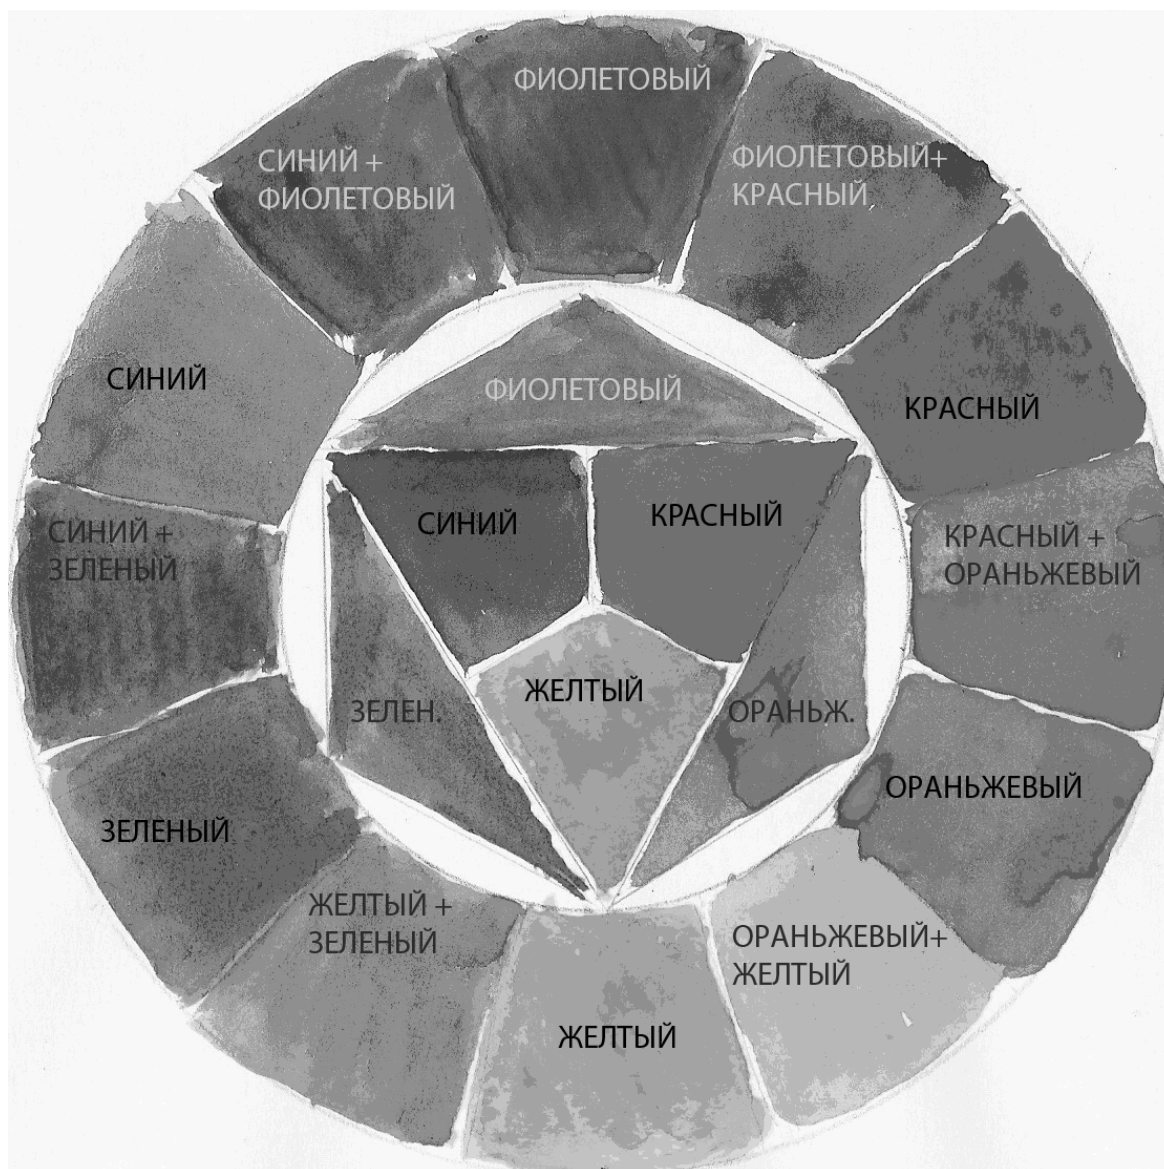 ФИОЛЕТОВЫЙ
СИНИЙ +
ФИОЛЕТОВЫЙ
ФИОЛЕТОВЫЙ+
КРАСНЫЙ
СИНИЙ
ФИОЛЕТОВЫЙ
КРАСНЫЙ
СИНИЙ
КРАСНЫЙ
СИНИЙ +
ЗЕЛЕНЫЙ
КРАСНЫЙ +
ОРАНЬЖЕВЫЙ
ЖЕЛТЫЙ
ЗЕЛЕН.
ОРАНЬЖ.
ОРАНЬЖЕВЫЙ
ЗЕЛЕНЫЙ
ЖЕЛТЫЙ +
ЗЕЛЕНЫЙ
ОРАНЬЖЕВЫЙ+
ЖЕЛТЫЙ
ЖЕЛТЫЙ